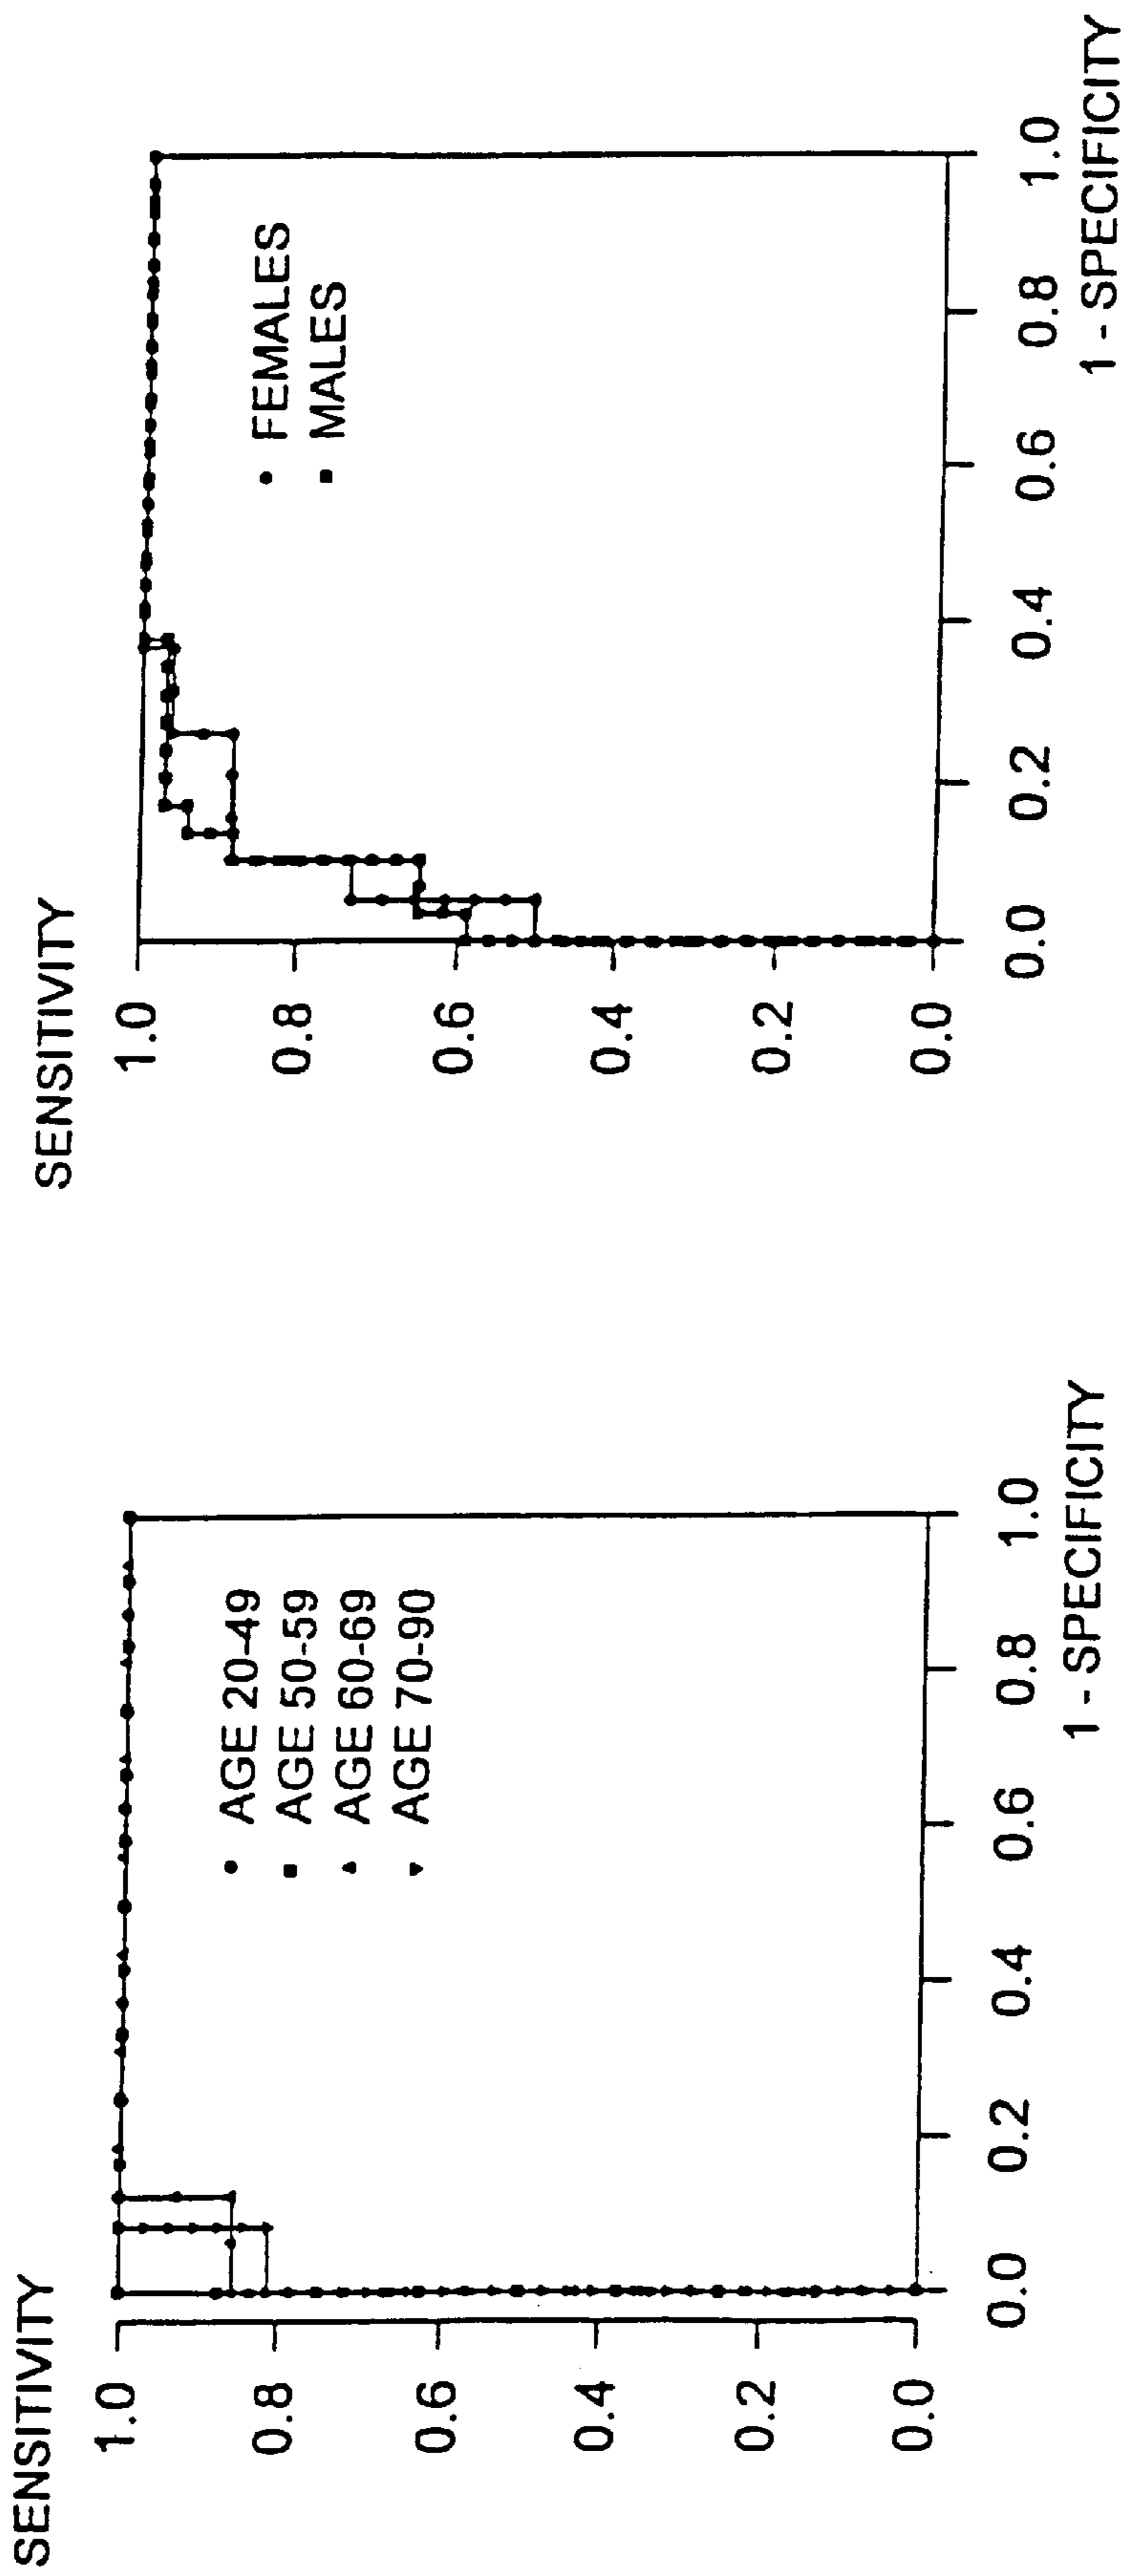 SENSITIVITY
1.0
0.8
0.6
0.4
0.2
0.0
0.0 0.2 0.4 0.6 0.8 1.0
1 - SPECIFICITY
AGE 20-49
AGE 50-59
AGE 60-69
AGE 70-90
SENSITIVITY
1.0
0.8
0.6
0.4
0.2
0.0
0.0 0.2 0.4 0.6 0.8 1.0
1 - SPECIFICITY
FEMALES
MALES